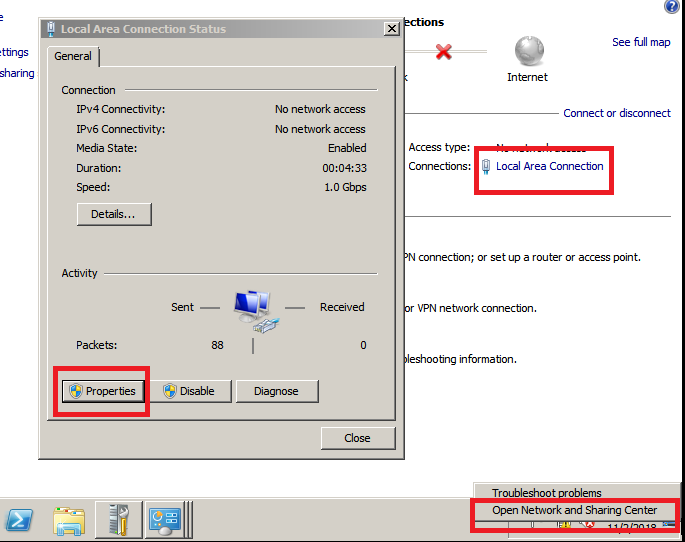 Local Area Connection Status
General
Connection
IPv4 Connectivity: No network access
IPv6 Connectivity: No network access
Media State: Enabled
Duration: 00:04:33
Speed: 1.0 Gbps
Details...
Activity
Sent Received
Packets: 88 0
Properties Disable Diagnose
Close
ettings
sharing
ections
See full map
Internet
Connect or disconnect
Access type: No network access
Connections: Local Area Connection
PN connection; or set up a router or access point.
or VPN network connection.
bleshooting information.
Troubleshoot problems
Open Network and Sharing Center
11/2/2018